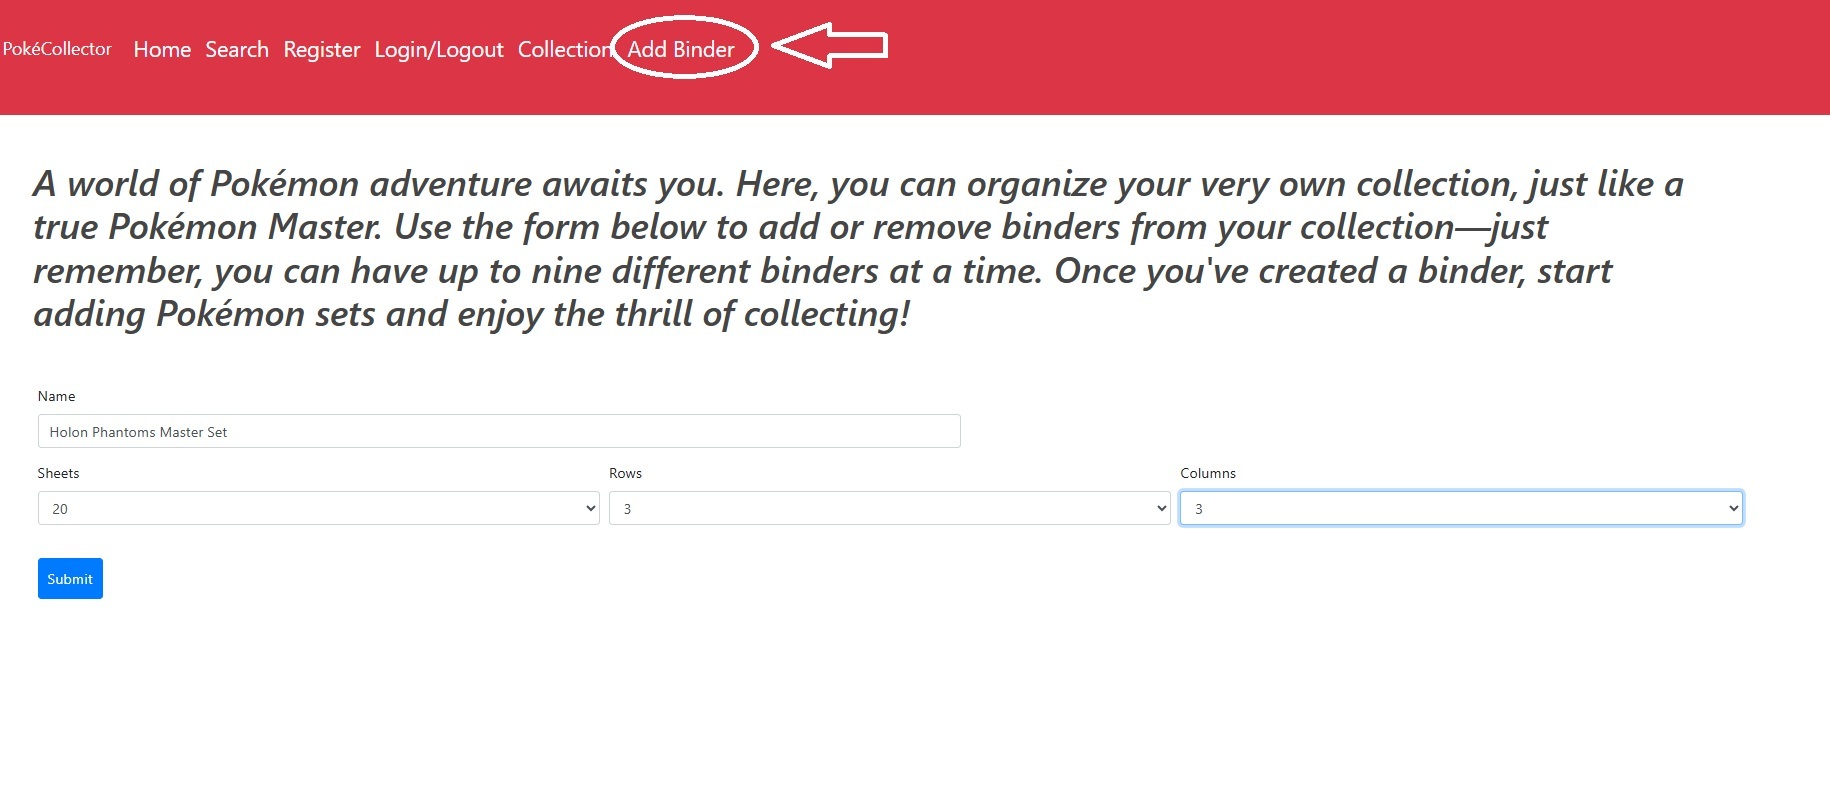 PokéCollector Home Search Register Login/Logout Collection Add Binder
A world of Pokémon adventure awaits you. Here, you can organize your very own collection, just like a
true Pokémon Master. Use the form below to add or remove binders from your collection—just
remember, you can have up to nine different binders at a time. Once you've created a binder, start
adding Pokémon sets and enjoy the thrill of collecting!
Name
Holon Phantoms Master Set
Sheets Rows Columns
20 3 3
Submit